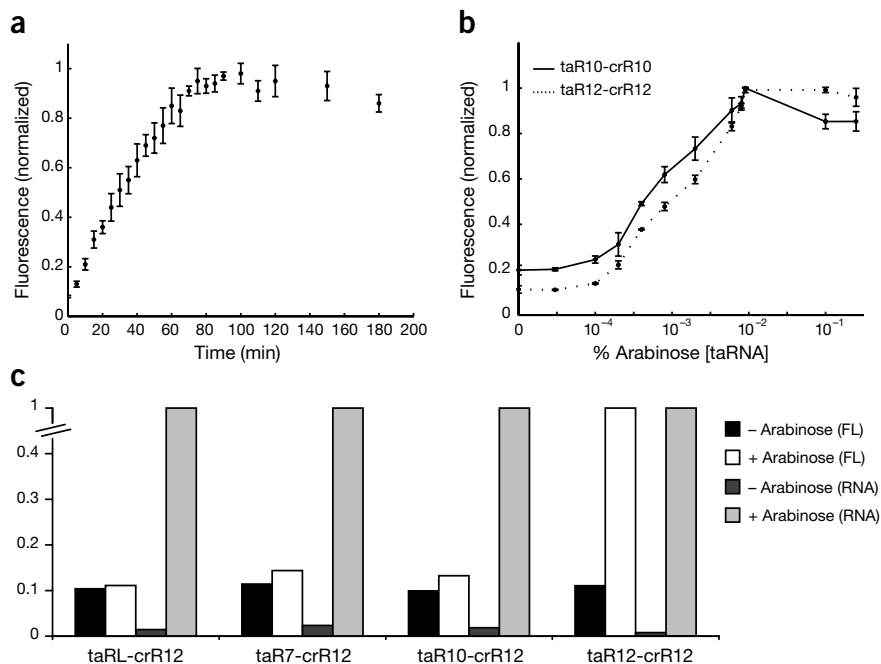 a
Fluorescence (normalized)
1
0.8
0.6
0.4
0.2
0
0
20 40 60 80 100 120 140 160 180 200
Time (min)
b
taR10-crR10
taR12-crR12
Fluorescence (normalized)
1
0.8
0.6
0.4
0.2
0
0 10⁻⁴ 10⁻³ 10⁻² 10⁻¹
% Arabinose [taRNA]
c
1
0.4
0.3
0.2
0.1
0
taRL-crR12 taR7-crR12 taR10-crR12 taR12-crR12
– Arabinose (FL)
+ Arabinose (FL)
– Arabinose (RNA)
+ Arabinose (RNA)